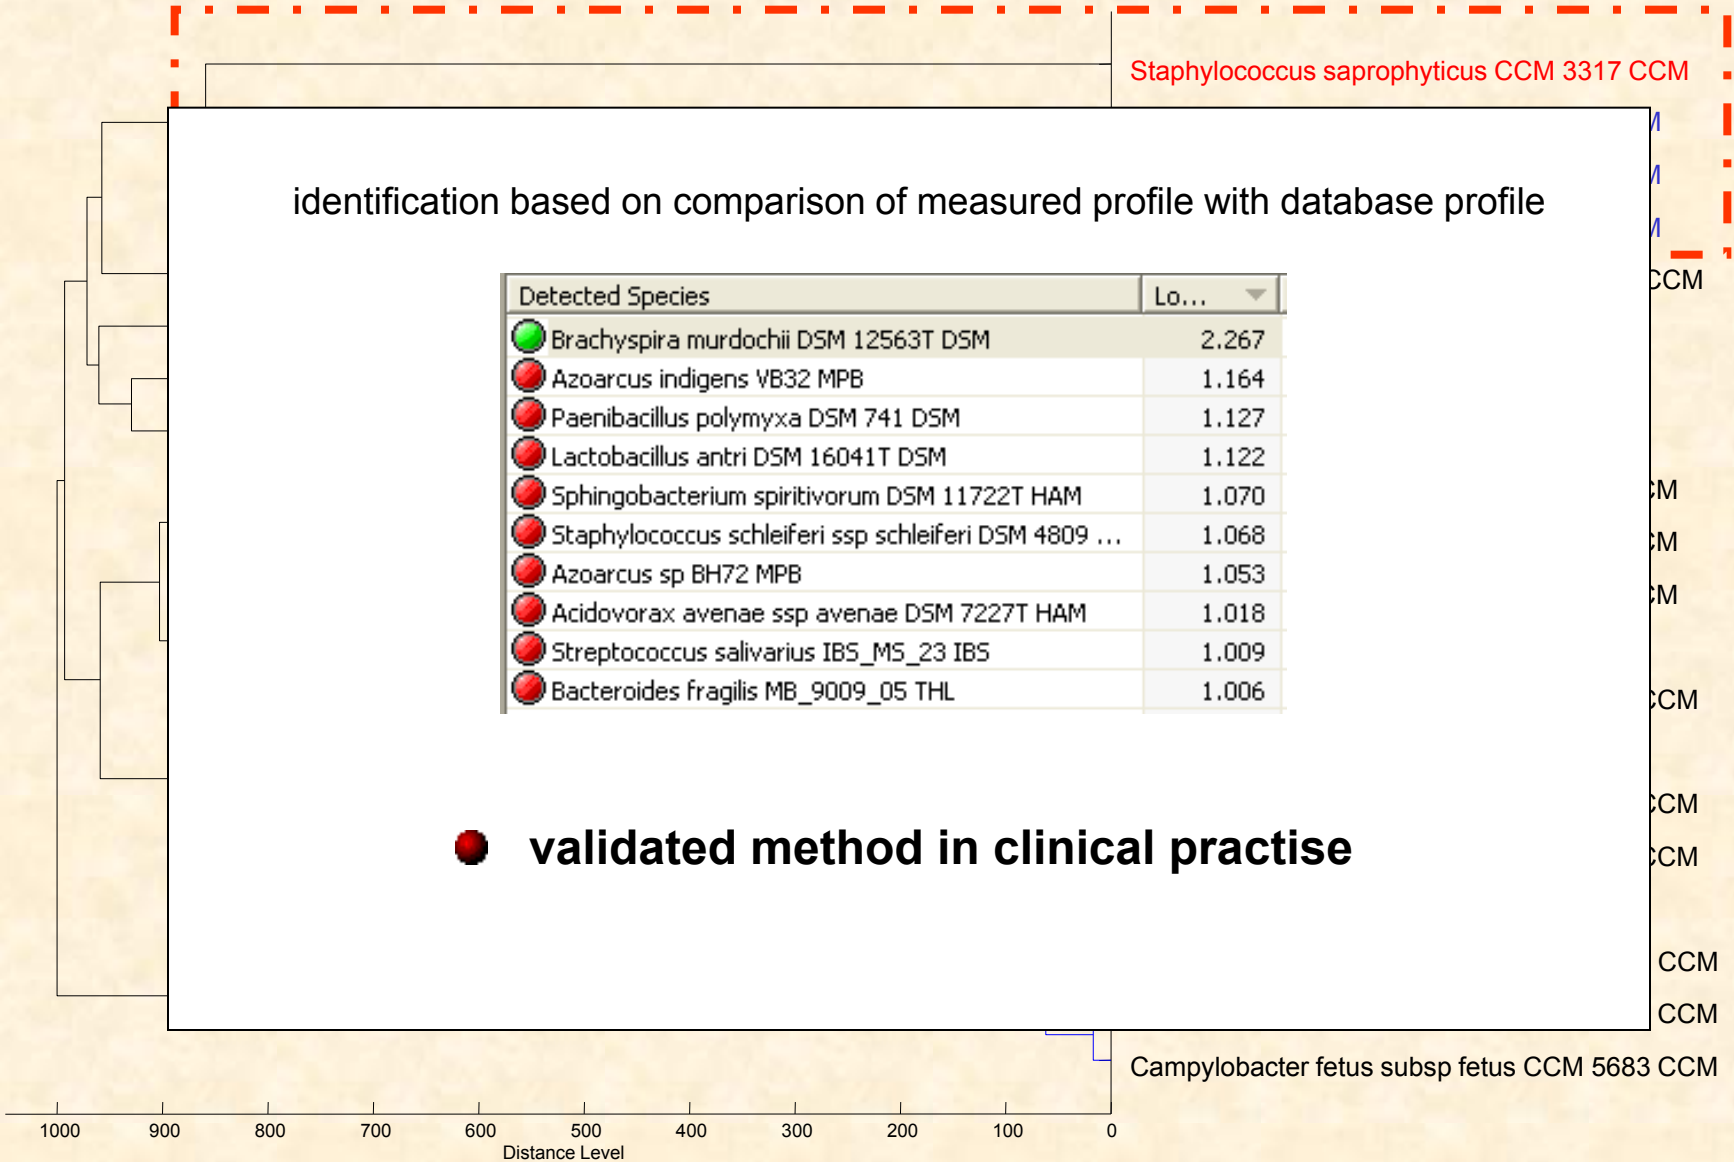 Staphylococcus saprophyticus CCM 3317 CCM
identification based on comparison of measured profile with database profile
CCM
Detected Species Lo...
Brachyspira murdochii DSM 12563T DSM 2.267
Azoarcus indigens VB32 MPB 1.164
Paenibacillus polymyxa DSM 741 DSM 1.127
Lactobacillus antri DSM 16041T DSM 1.122
Sphingobacterium spiritivorum DSM 11722T HAM 1.070
Staphylococcus schleiferi ssp schleiferi DSM 4809 ... 1.068
Azoarcus sp BH72 MPB 1.053
Acidovorax avenae ssp avenae DSM 7227T HAM 1.018
Streptococcus salivarius IBS_MS_23 IBS 1.009
Bacteroides fragilis MB_9009_05 THL 1.006
CCM
CCM
validated method in clinical practise
CCM
CCM
CCM
Campylobacter fetus subsp fetus CCM 5683 CCM
1000 900 800 700 600 500 400 300 200 100 0
Distance Level